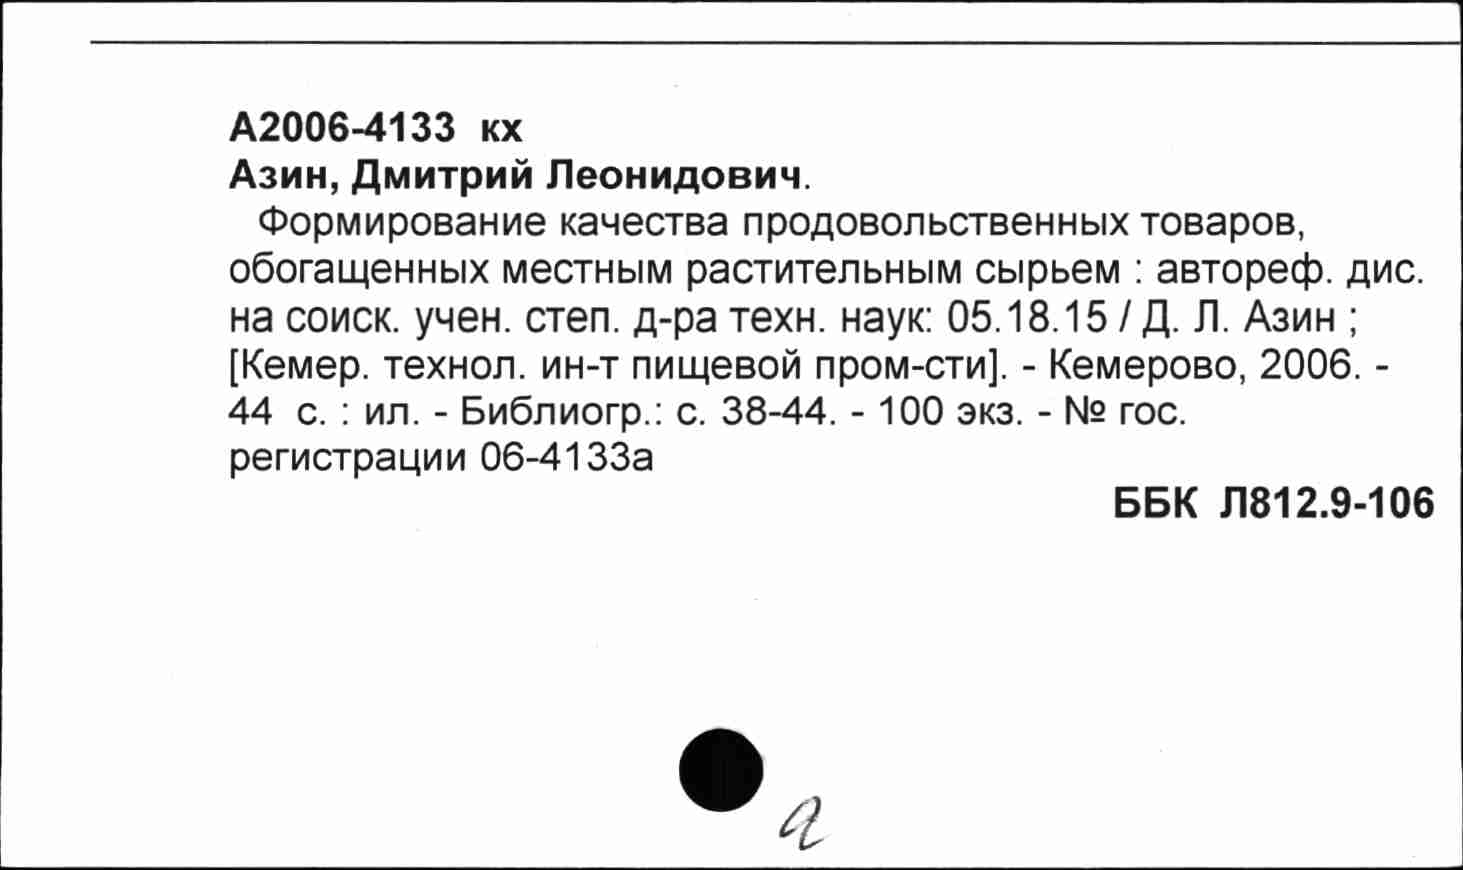 А2006-4133 кх
Азин, Дмитрий Леонидович.
Формирование качества продовольственных товаров,
обогащенных местным растительным сырьем : автореф. дис.
на соиск. учен. степ. д-ра техн. наук: 05.18.15 / Д. Л. Азин ;
[Кемер. технол. ин-т пищевой пром-сти]. - Кемерово, 2006. -
44 с. : ил. - Библиогр.: с. 38-44. - 100 экз. - № гос.
регистрации 06-4133а
ББК Л812.9-106